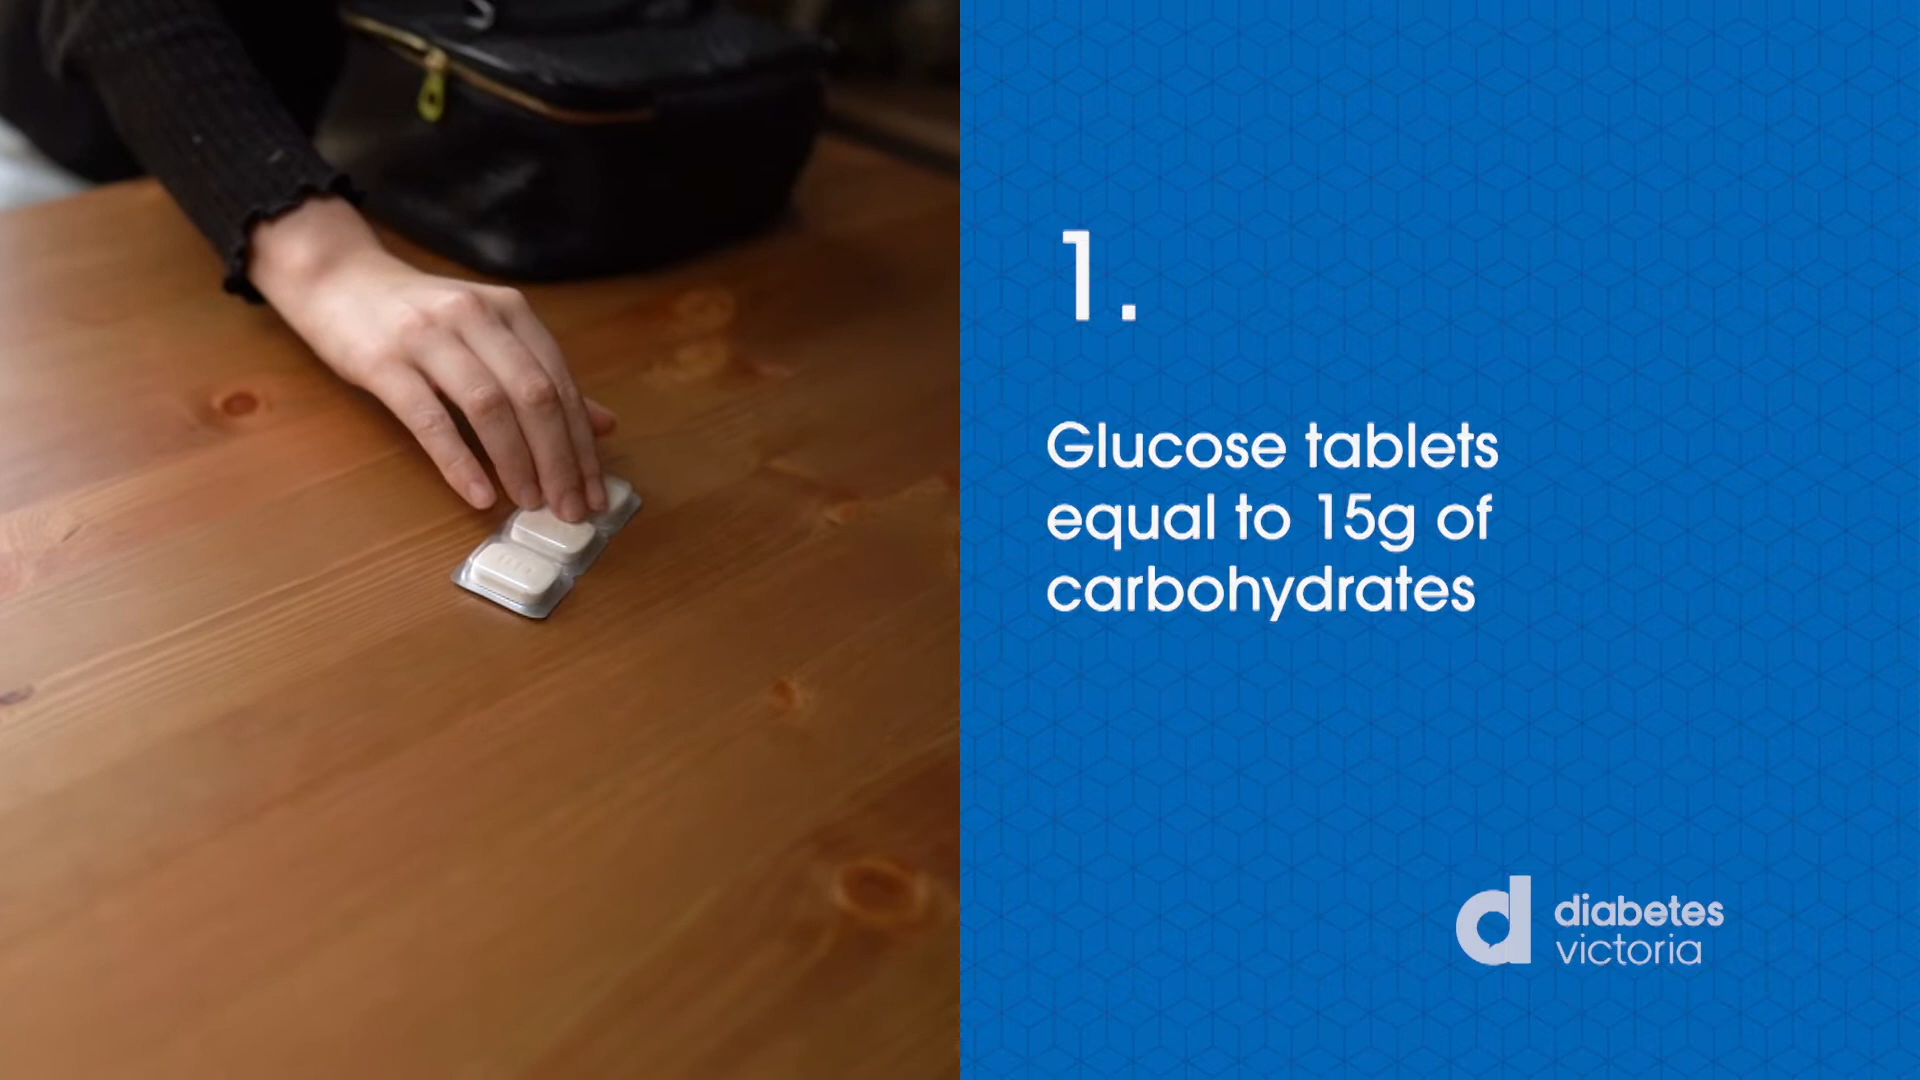 1.
Glucose tablets
equal to 15g of
carbohydrates
diabetes
victoria